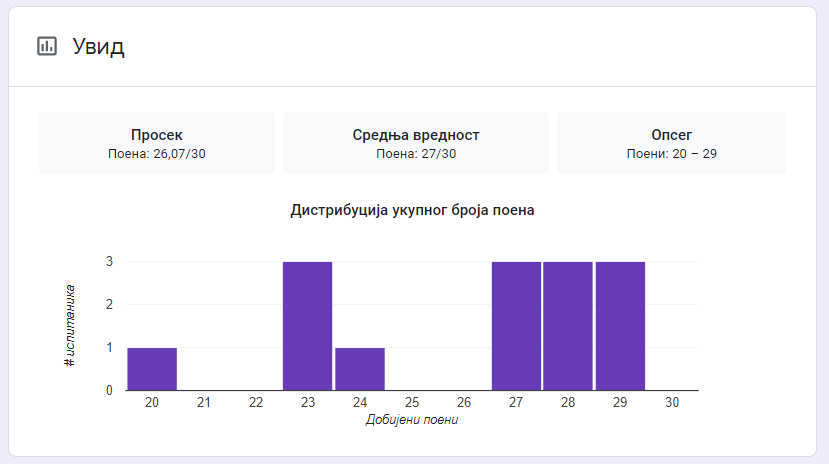 Увид
Просек
Поена: 26,07/30
Средња вредност
Поена: 27/30
Опсег
Поени: 20 – 29
Дистрибуција укупног броја поена
# испитаника
3
2
1
0
20 21 22 23 24 25 26 27 28 29 30
Добијени поени